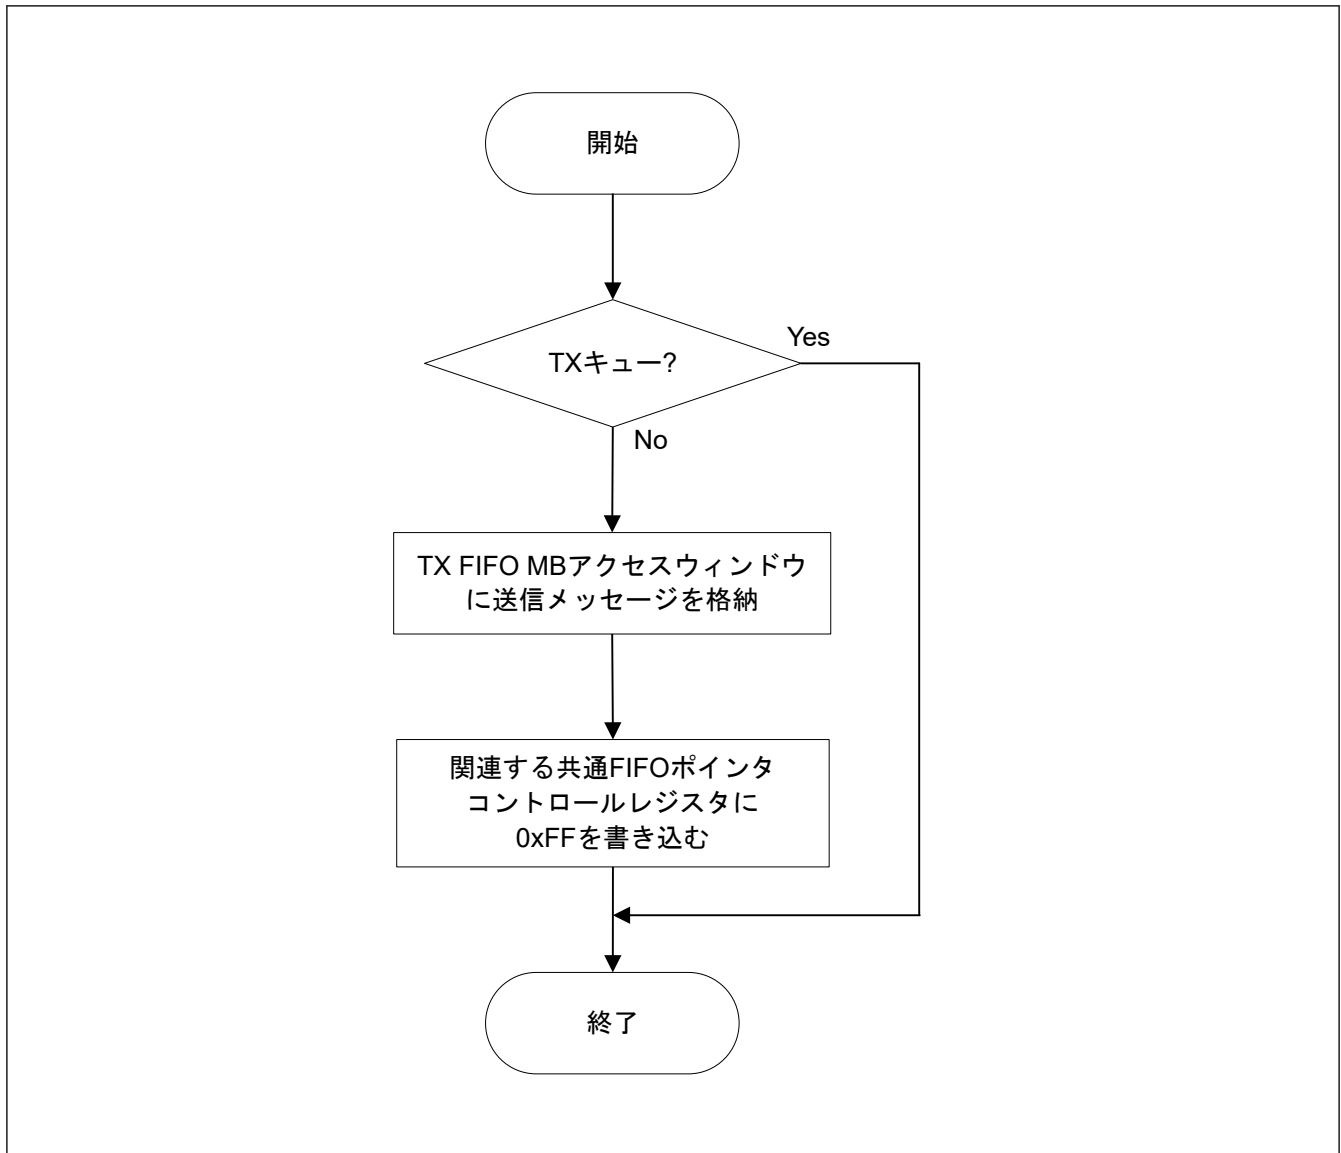 開始
TXキュー?
Yes
No
TX FIFO MBアクセスウィンドウ
に送信メッセージを格納
関連する共通FIFOポインタ
コントロールレジスタに
0xFFを書き込む
終了